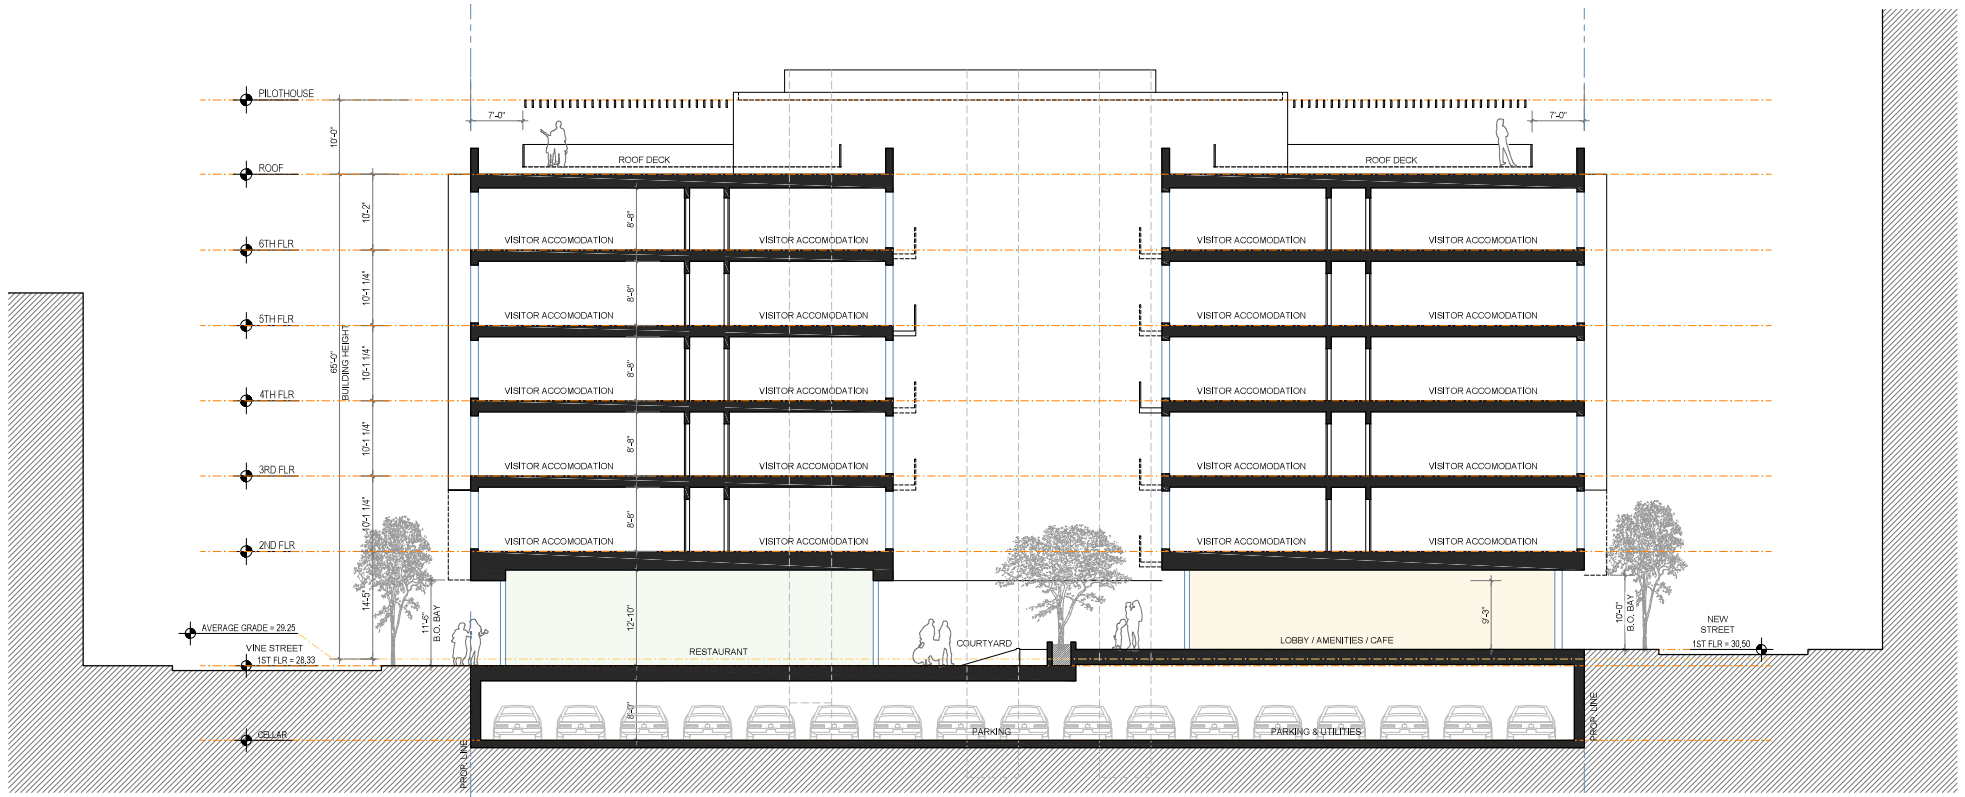 PILOTHOUSE
7'-0"
7'-0"
10'-0"
ROOF DECK
ROOF DECK
ROOF
10'-2"
8'-8"
VISITOR ACCOMODATION
VISITOR ACCOMODATION
VISITOR ACCOMODATION
VISITOR ACCOMODATION
6TH FLR
10'-1 1/4"
8'-8"
VISITOR ACCOMODATION
VISITOR ACCOMODATION
VISITOR ACCOMODATION
VISITOR ACCOMODATION
5TH FLR
65'-0"
BUILDING HEIGHT
10'-1 1/4"
8'-8"
VISITOR ACCOMODATION
VISITOR ACCOMODATION
VISITOR ACCOMODATION
VISITOR ACCOMODATION
4TH FLR
10'-1 1/4"
8'-8"
VISITOR ACCOMODATION
VISITOR ACCOMODATION
VISITOR ACCOMODATION
VISITOR ACCOMODATION
3RD FLR
10'-1 1/4"
8'-8"
VISITOR ACCOMODATION
VISITOR ACCOMODATION
VISITOR ACCOMODATION
VISITOR ACCOMODATION
2ND FLR
14'-5"
11'-6"
B.O. BAY
12'-10"
9'-3"
10'-0"
B.O. BAY
AVERAGE GRADE = 29.25
VINE STREET
1ST FLR = 28.33
RESTAURANT
COURTYARD
LOBBY / AMENITIES / CAFE
NEW
STREET
1ST FLR = 30.50
8'-0"
CELLAR
PARKING
PARKING & UTILITIES
PROP. LINE
PROP. LINE